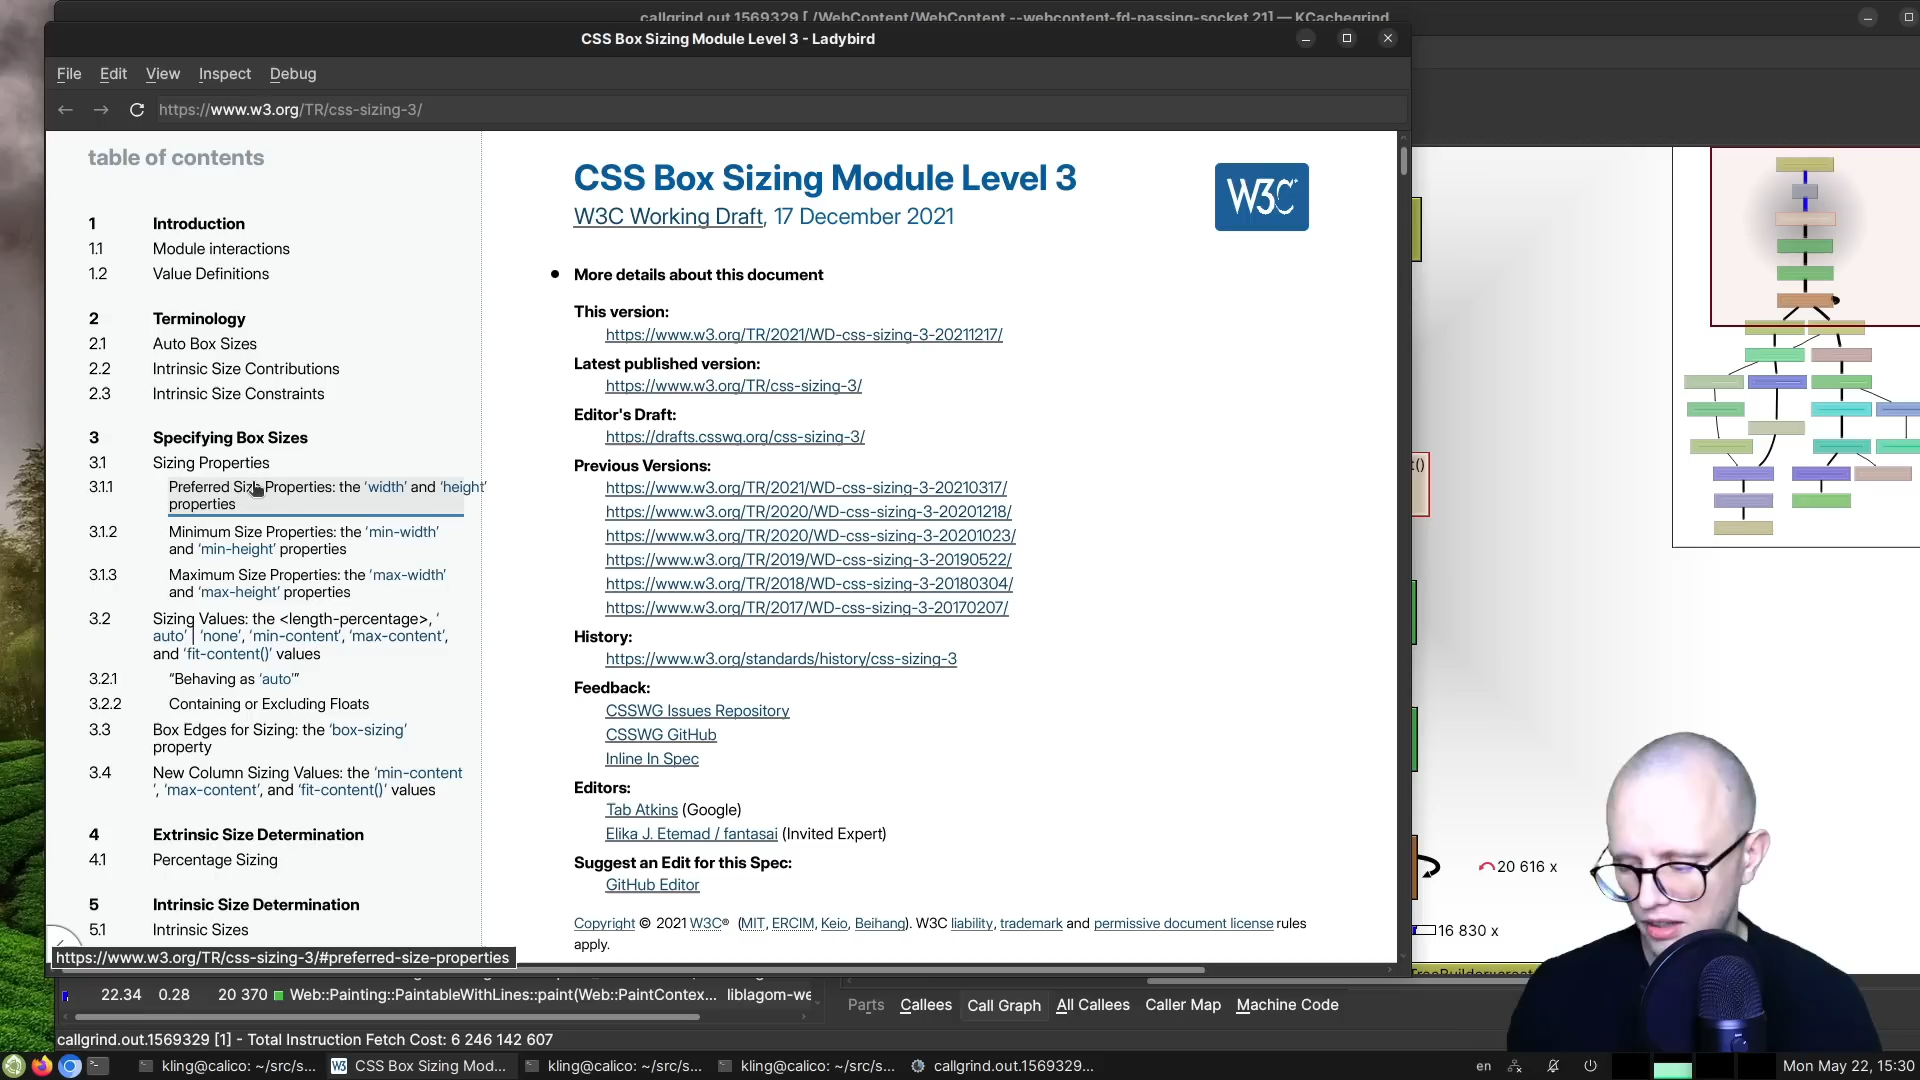 callgrind.out.1569329 [./WebContent/WebContent --webcontent-fd-passing-socket 21] — KCachegrind
CSS Box Sizing Module Level 3 - Ladybird
File Edit View Inspect Debug
https://www.w3.org/TR/css-sizing-3/
table of contents
1 Introduction
1.1 Module interactions
1.2 Value Definitions
2 Terminology
2.1 Auto Box Sizes
2.2 Intrinsic Size Contributions
2.3 Intrinsic Size Constraints
3 Specifying Box Sizes
3.1 Sizing Properties
3.1.1 Preferred Size Properties: the ‘width’ and ‘height’
properties
3.1.2 Minimum Size Properties: the ‘min-width’
and ‘min-height’ properties
3.1.3 Maximum Size Properties: the ‘max-width’
and ‘max-height’ properties
3.2 Sizing Values: the <length-percentage>, ‘
auto’ | ‘none’, ‘min-content’, ‘max-content’,
and ‘fit-content()’ values
3.2.1 “Behaving as ‘auto’”
3.2.2 Containing or Excluding Floats
3.3 Box Edges for Sizing: the ‘box-sizing’
property
3.4 New Column Sizing Values: the ‘min-content
’, ‘max-content’, and ‘fit-content()’ values
4 Extrinsic Size Determination
4.1 Percentage Sizing
5 Intrinsic Size Determination
5.1 Intrinsic Sizes
https://www.w3.org/TR/css-sizing-3/#preferred-size-properties
CSS Box Sizing Module Level 3
W3C
W3C Working Draft, 17 December 2021
• More details about this document
This version:
https://www.w3.org/TR/2021/WD-css-sizing-3-20211217/
Latest published version:
https://www.w3.org/TR/css-sizing-3/
Editor's Draft:
https://drafts.csswg.org/css-sizing-3/
Previous Versions:
https://www.w3.org/TR/2021/WD-css-sizing-3-20210317/
https://www.w3.org/TR/2020/WD-css-sizing-3-20201218/
https://www.w3.org/TR/2020/WD-css-sizing-3-20201023/
https://www.w3.org/TR/2019/WD-css-sizing-3-20190522/
https://www.w3.org/TR/2018/WD-css-sizing-3-20180304/
https://www.w3.org/TR/2017/WD-css-sizing-3-20170207/
History:
https://www.w3.org/standards/history/css-sizing-3
Feedback:
CSSWG Issues Repository
CSSWG GitHub
Inline In Spec
Editors:
Tab Atkins (Google)
Elika J. Etemad / fantasai (Invited Expert)
Suggest an Edit for this Spec:
GitHub Editor
Copyright © 2021 W3C® (MIT, ERCIM, Keio, Beihang). W3C liability, trademark and permissive document license rules
apply.
20 616 x
16 830 x
22.34 0.28 20 370 Web::Painting::PaintableWithLines::paint(Web::PaintContex... liblagom-we
Parts Callees Call Graph All Callees Caller Map Machine Code
callgrind.out.1569329 [1] - Total Instruction Fetch Cost: 6 246 142 607
kling@calico: ~/src/s... CSS Box Sizing Mod... kling@calico: ~/src/s... kling@calico: ~/src/s... callgrind.out.1569329... en Mon May 22, 15:30